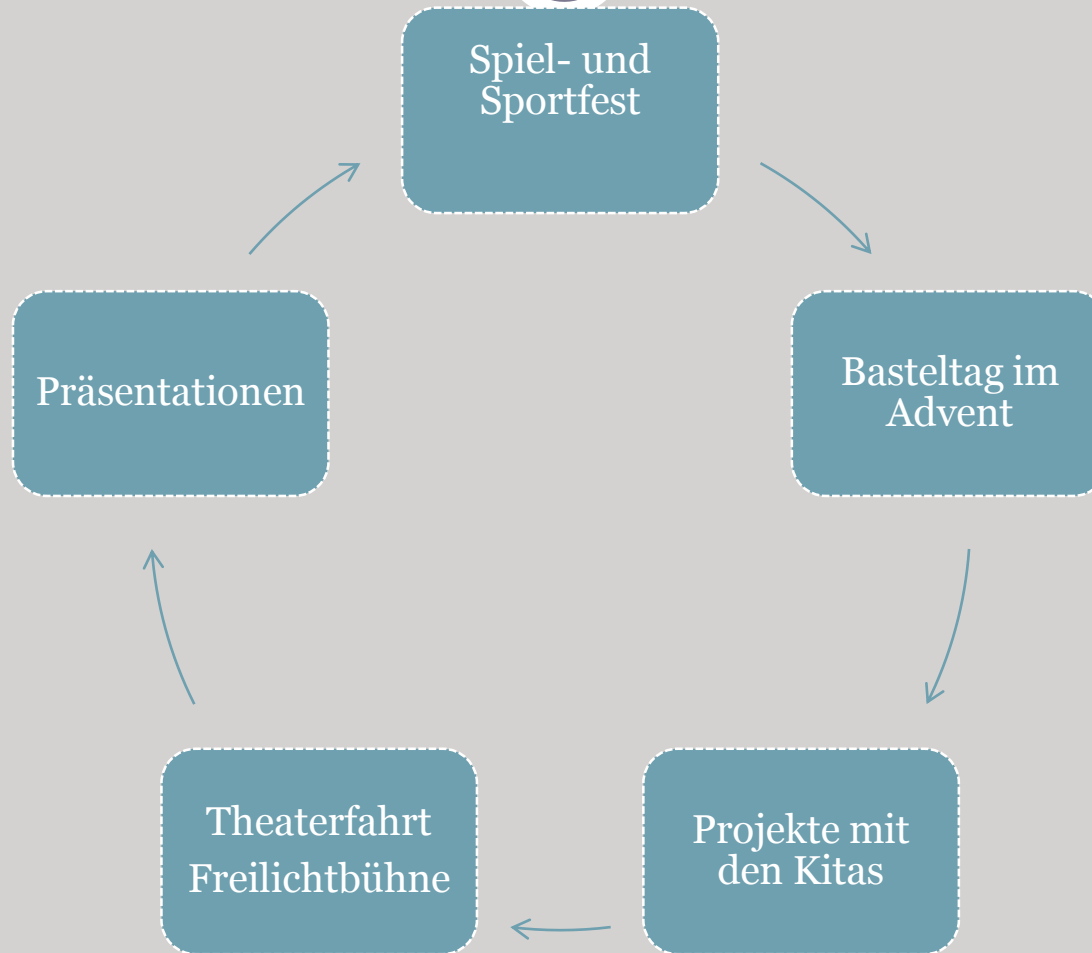 Spiel- und
Sportfest
Basteltag im
Advent
Projekte mit
den Kitas
Theaterfahrt
Freilichtbühne
Präsentationen